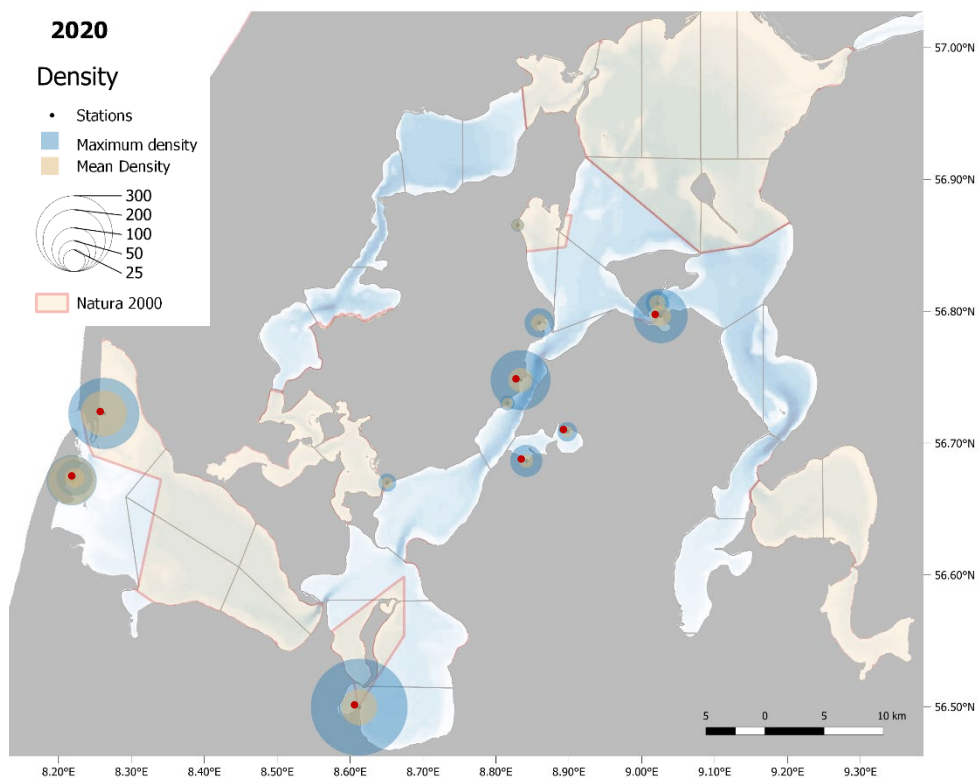 2020
Density
Stations
Maximum density
Mean Density
300
200
100
50
25
Natura 2000
57.00°N
56.90°N
56.80°N
56.70°N
56.60°N
56.50°N
5 0 5 10 km
8.20°E 8.30°E 8.40°E 8.50°E 8.60°E 8.70°E 8.80°E 8.90°E 9.00°E 9.10°E 9.20°E 9.30°E